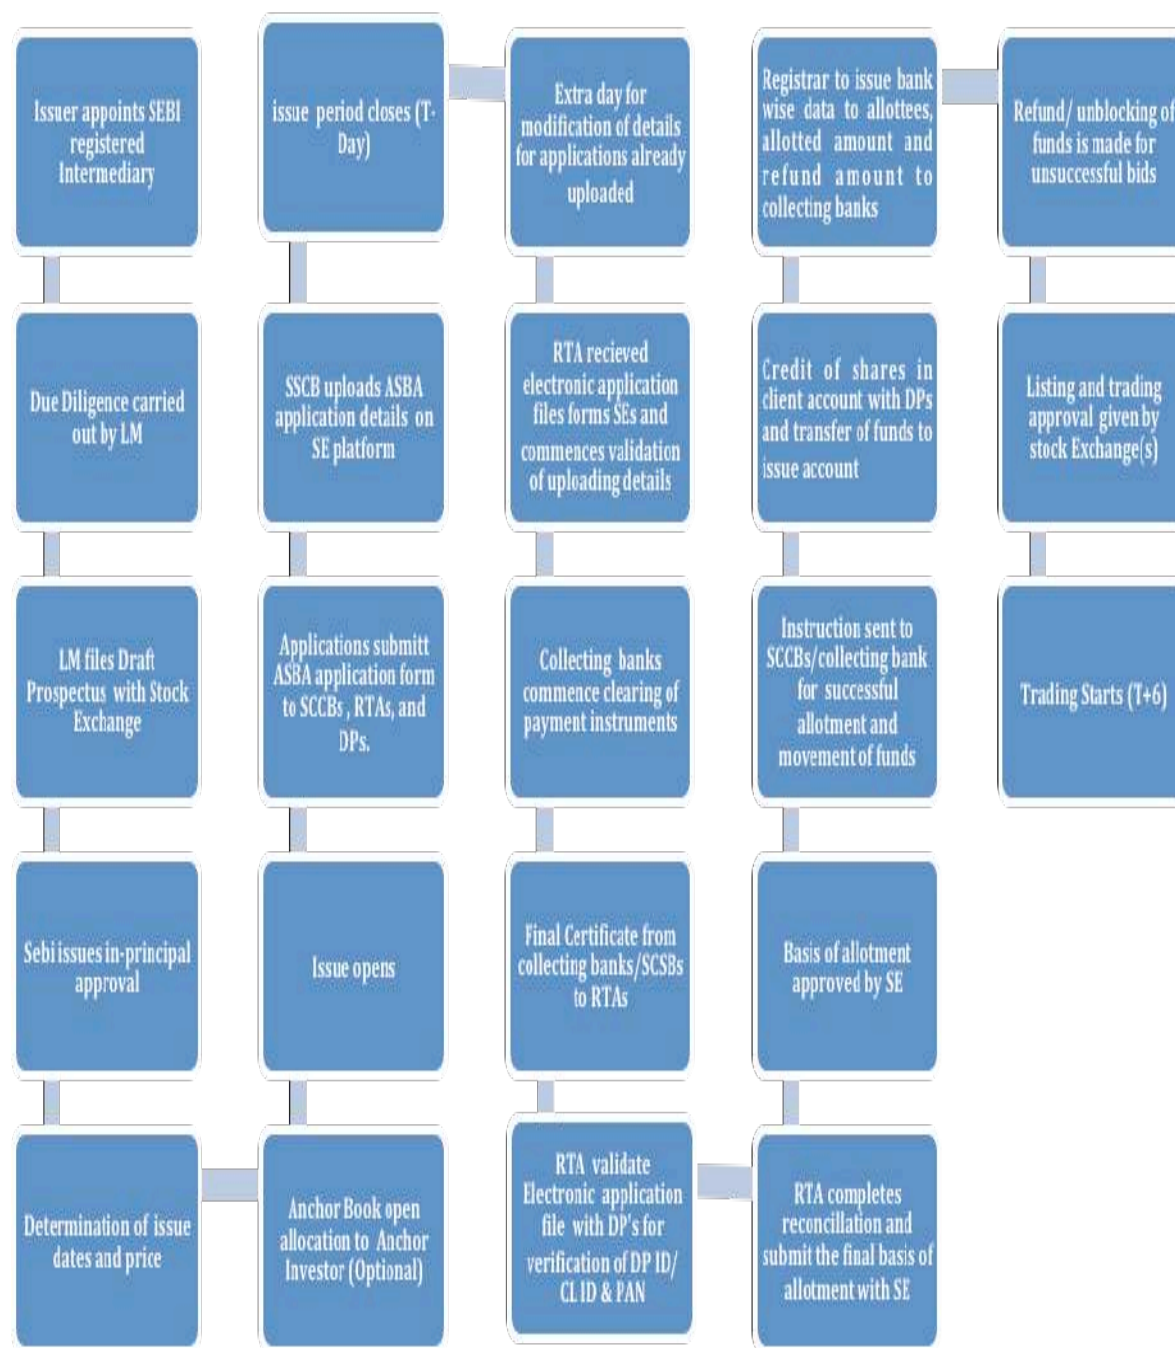 Issuer appoints SEBI
registered
Intermediary
Due Diligence carried
out by LM
LM files Draft
Prospectus with Stock
Exchange
Sebi issues in-principal
approval
Determination of issue
dates and price
Anchor Book open
allocation to Anchor
Investor (Optional)
Issue opens
Applications submitt
ASBA application form
to SCCBs , RTAs, and
DPs.
SSCB uploads ASBA
application details on
SE platform
issue period closes (T-
Day)
Extra day for
modification of details
for applications already
uploaded
RTA recieved
electronic application
files forms SEs and
commences validation
of uploading details
Collecting banks
commence clearing of
payment instruments
Final Certificate from
collecting banks/SCSBs
to RTAs
RTA validate
Electronic application
file with DP's for
verification of DP ID/
CL ID & PAN
RTA completes
reconcillation and
submit the final basis of
allotment with SE
Basis of allotment
approved by SE
Instruction sent to
SCCBs/collecting bank
for successful
allotment and
movement of funds
Credit of shares in
client account with DPs
and transfer of funds to
issue account
Registrar to issue bank
wise data to allottees,
allotted amount and
refund amount to
collecting banks
Refund/ unblocking of
funds is made for
unsuccessful bids
Listing and trading
approval given by
stock Exchange(s)
Trading Starts (T+6)